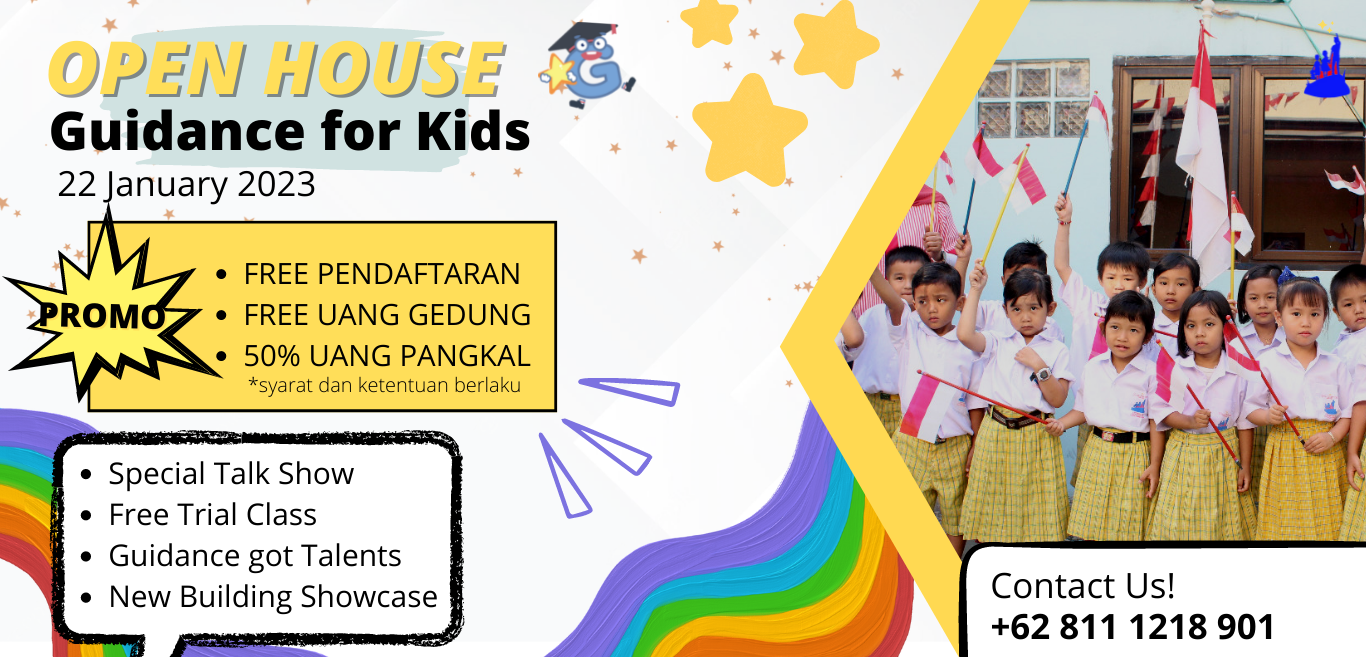 OPEN HOUSE
Guidance for Kids
22 January 2023
PROMO
• FREE PENDAFTARAN
• FREE UANG GEDUNG
• 50% UANG PANGKAL
*syarat dan ketentuan berlaku
• Special Talk Show
• Free Trial Class
• Guidance got Talents
• New Building Showcase
Contact Us!
+62 811 1218 901